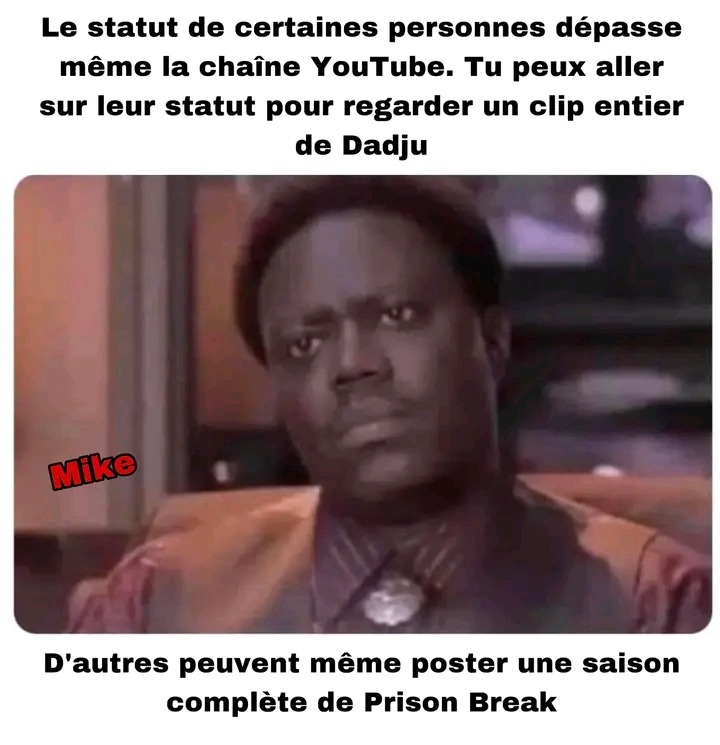 Le statut de certaines personnes dépasse
même la chaîne YouTube. Tu peux aller
sur leur statut pour regarder un clip entier
de Dadju
Mike
D'autres peuvent même poster une saison
complète de Prison Break